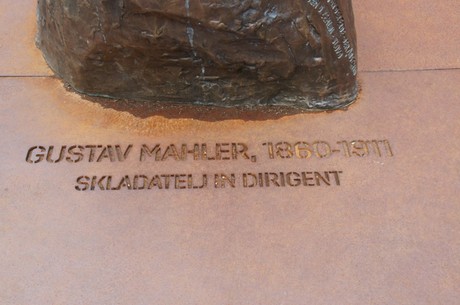 GUSTAV MAHLER, 1860-1911
SKLADATELJ IN DIRIGENT